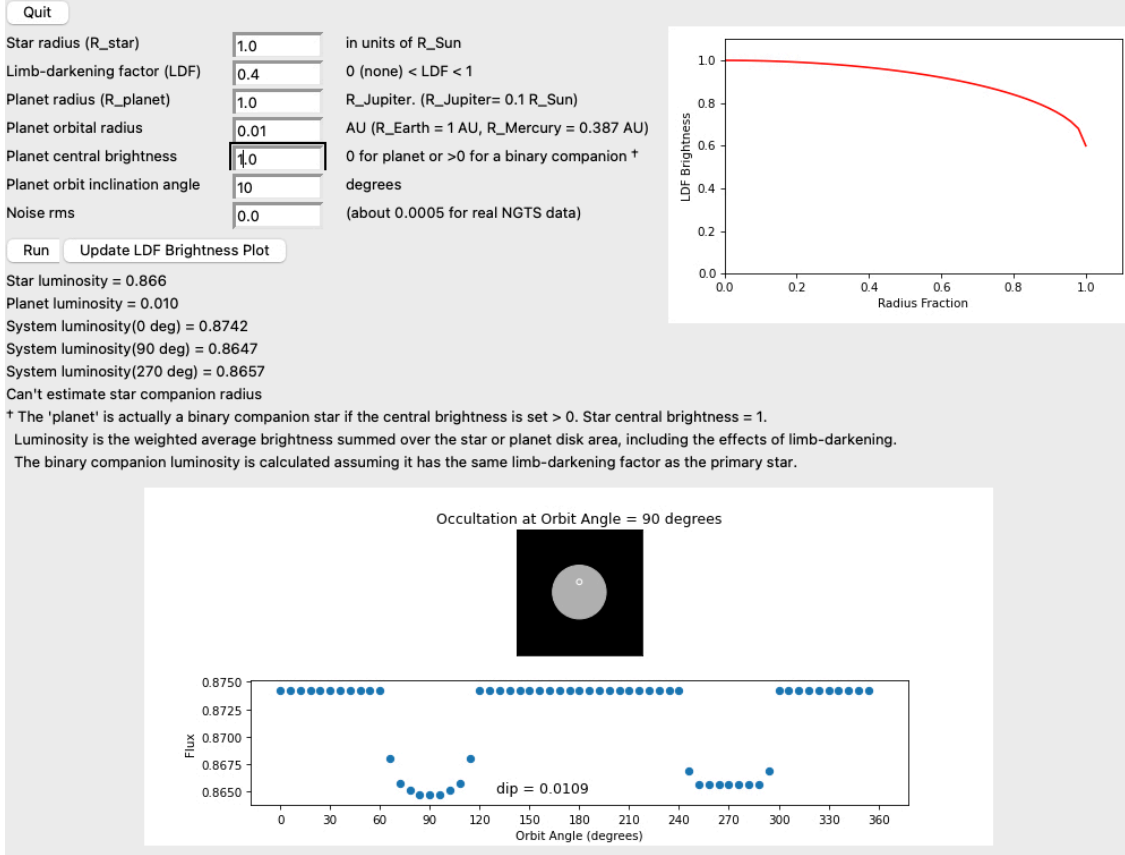 Quit
Star radius (R_star) 1.0 in units of R_Sun
Limb-darkening factor (LDF) 0.4 0 (none) < LDF < 1
Planet radius (R_planet) 1.0 R_Jupiter. (R_Jupiter= 0.1 R_Sun)
Planet orbital radius 0.01 AU (R_Earth = 1 AU, R_Mercury = 0.387 AU)
Planet central brightness 1.0 0 for planet or >0 for a binary companion †
Planet orbit inclination angle 10 degrees
Noise rms 0.0 (about 0.0005 for real NGTS data)
Run Update LDF Brightness Plot
1.0
0.8
0.6
0.4
0.2
0.0
LDF Brightness
0.0 0.2 0.4 0.6 0.8 1.0
Radius Fraction
Star luminosity = 0.866
Planet luminosity = 0.010
System luminosity(0 deg) = 0.8742
System luminosity(90 deg) = 0.8647
System luminosity(270 deg) = 0.8657
Can't estimate star companion radius
† The 'planet' is actually a binary companion star if the central brightness is set > 0. Star central brightness = 1.
Luminosity is the weighted average brightness summed over the star or planet disk area, including the effects of limb-darkening.
The binary companion luminosity is calculated assuming it has the same limb-darkening factor as the primary star.
Occultation at Orbit Angle = 90 degrees
0.8750
0.8725
0.8700
0.8675
0.8650
Flux
dip = 0.0109
0 30 60 90 120 150 180 210 240 270 300 330 360
Orbit Angle (degrees)